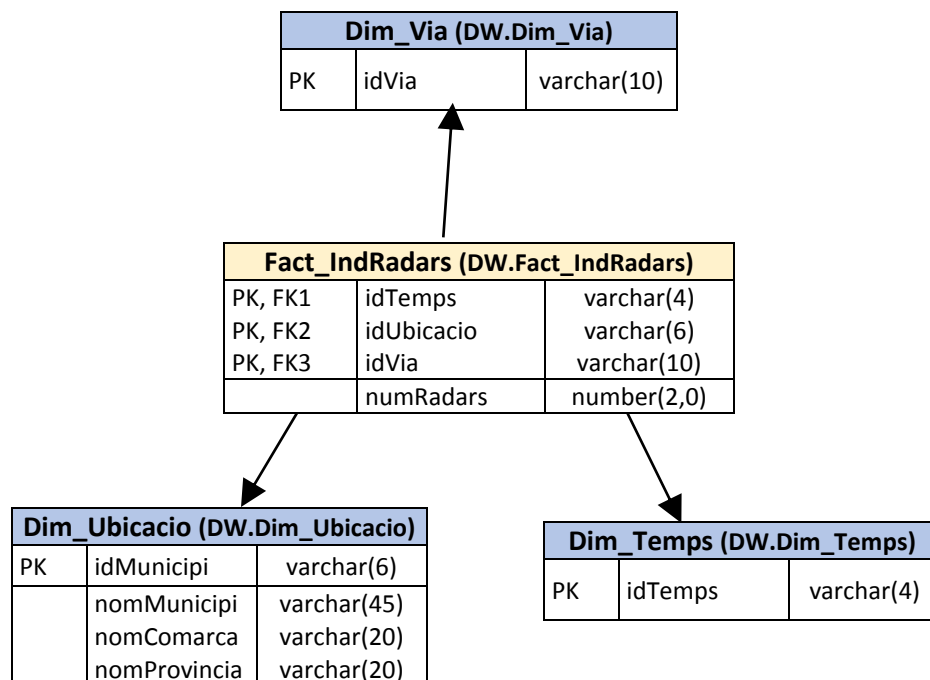 Dim_Via (DW.Dim_Via)
PK idVia varchar(10)
Fact_IndRadars (DW.Fact_IndRadars)
PK, FK1 idTemps varchar(4)
PK, FK2 idUbicacio varchar(6)
PK, FK3 idVia varchar(10)
numRadars number(2,0)
Dim_Ubicacio (DW.Dim_Ubicacio)
PK idMunicipi varchar(6)
nomMunicipi varchar(45)
nomComarca varchar(20)
nomProvincia varchar(20)
Dim_Temps (DW.Dim_Temps)
PK idTemps varchar(4)